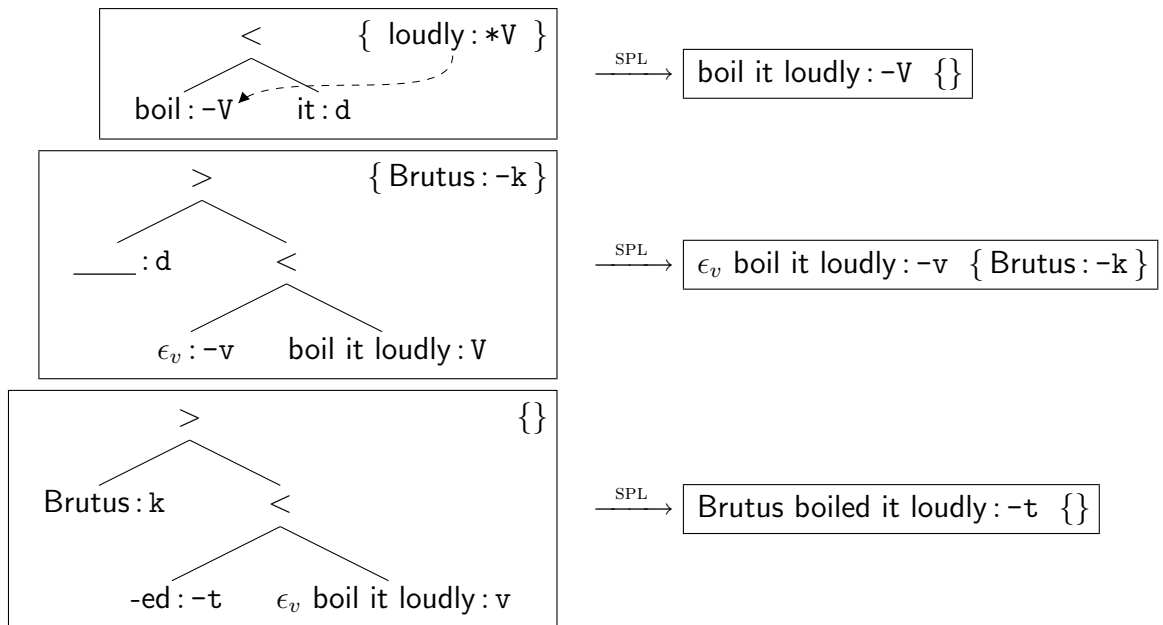 < { loudly : *V }
boil : -V it : d
SPL
boil it loudly : -V {}
> { Brutus : -k }
____ : d <
ϵv : -v boil it loudly : V
SPL
ϵv boil it loudly : -v { Brutus : -k }
> {}
Brutus : k <
-ed : -t ϵv boil it loudly : v
SPL
Brutus boiled it loudly : -t {}